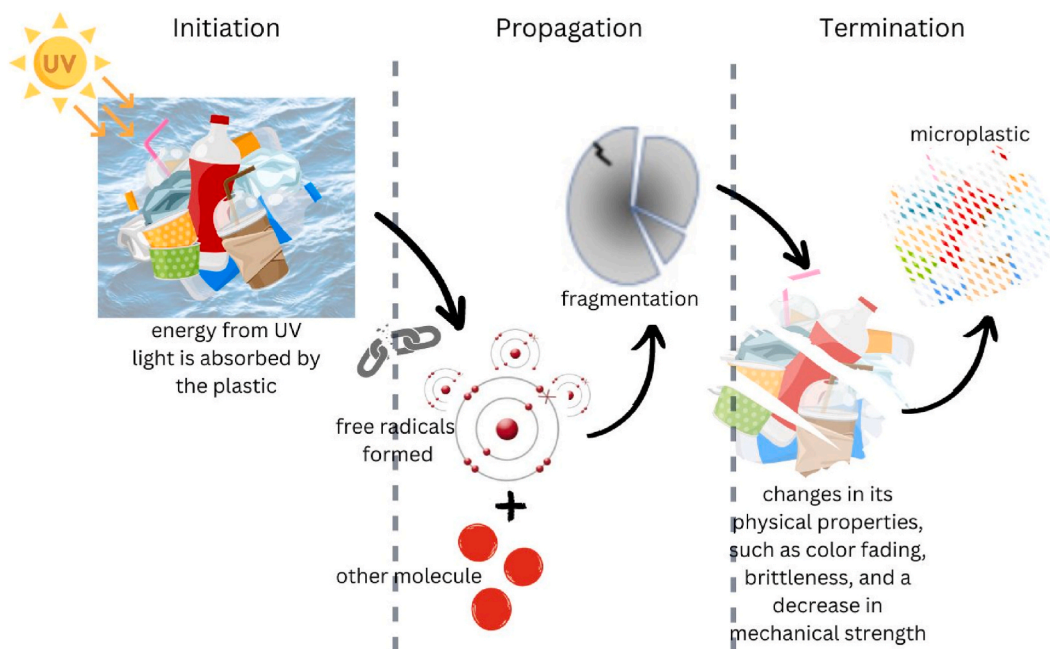 Initiation
Propagation
Termination
UV
energy from UV
light is absorbed by
the plastic
free radicals
formed
other molecule
fragmentation
microplastic
changes in its
physical properties,
such as color fading,
brittleness, and a
decrease in
mechanical strength